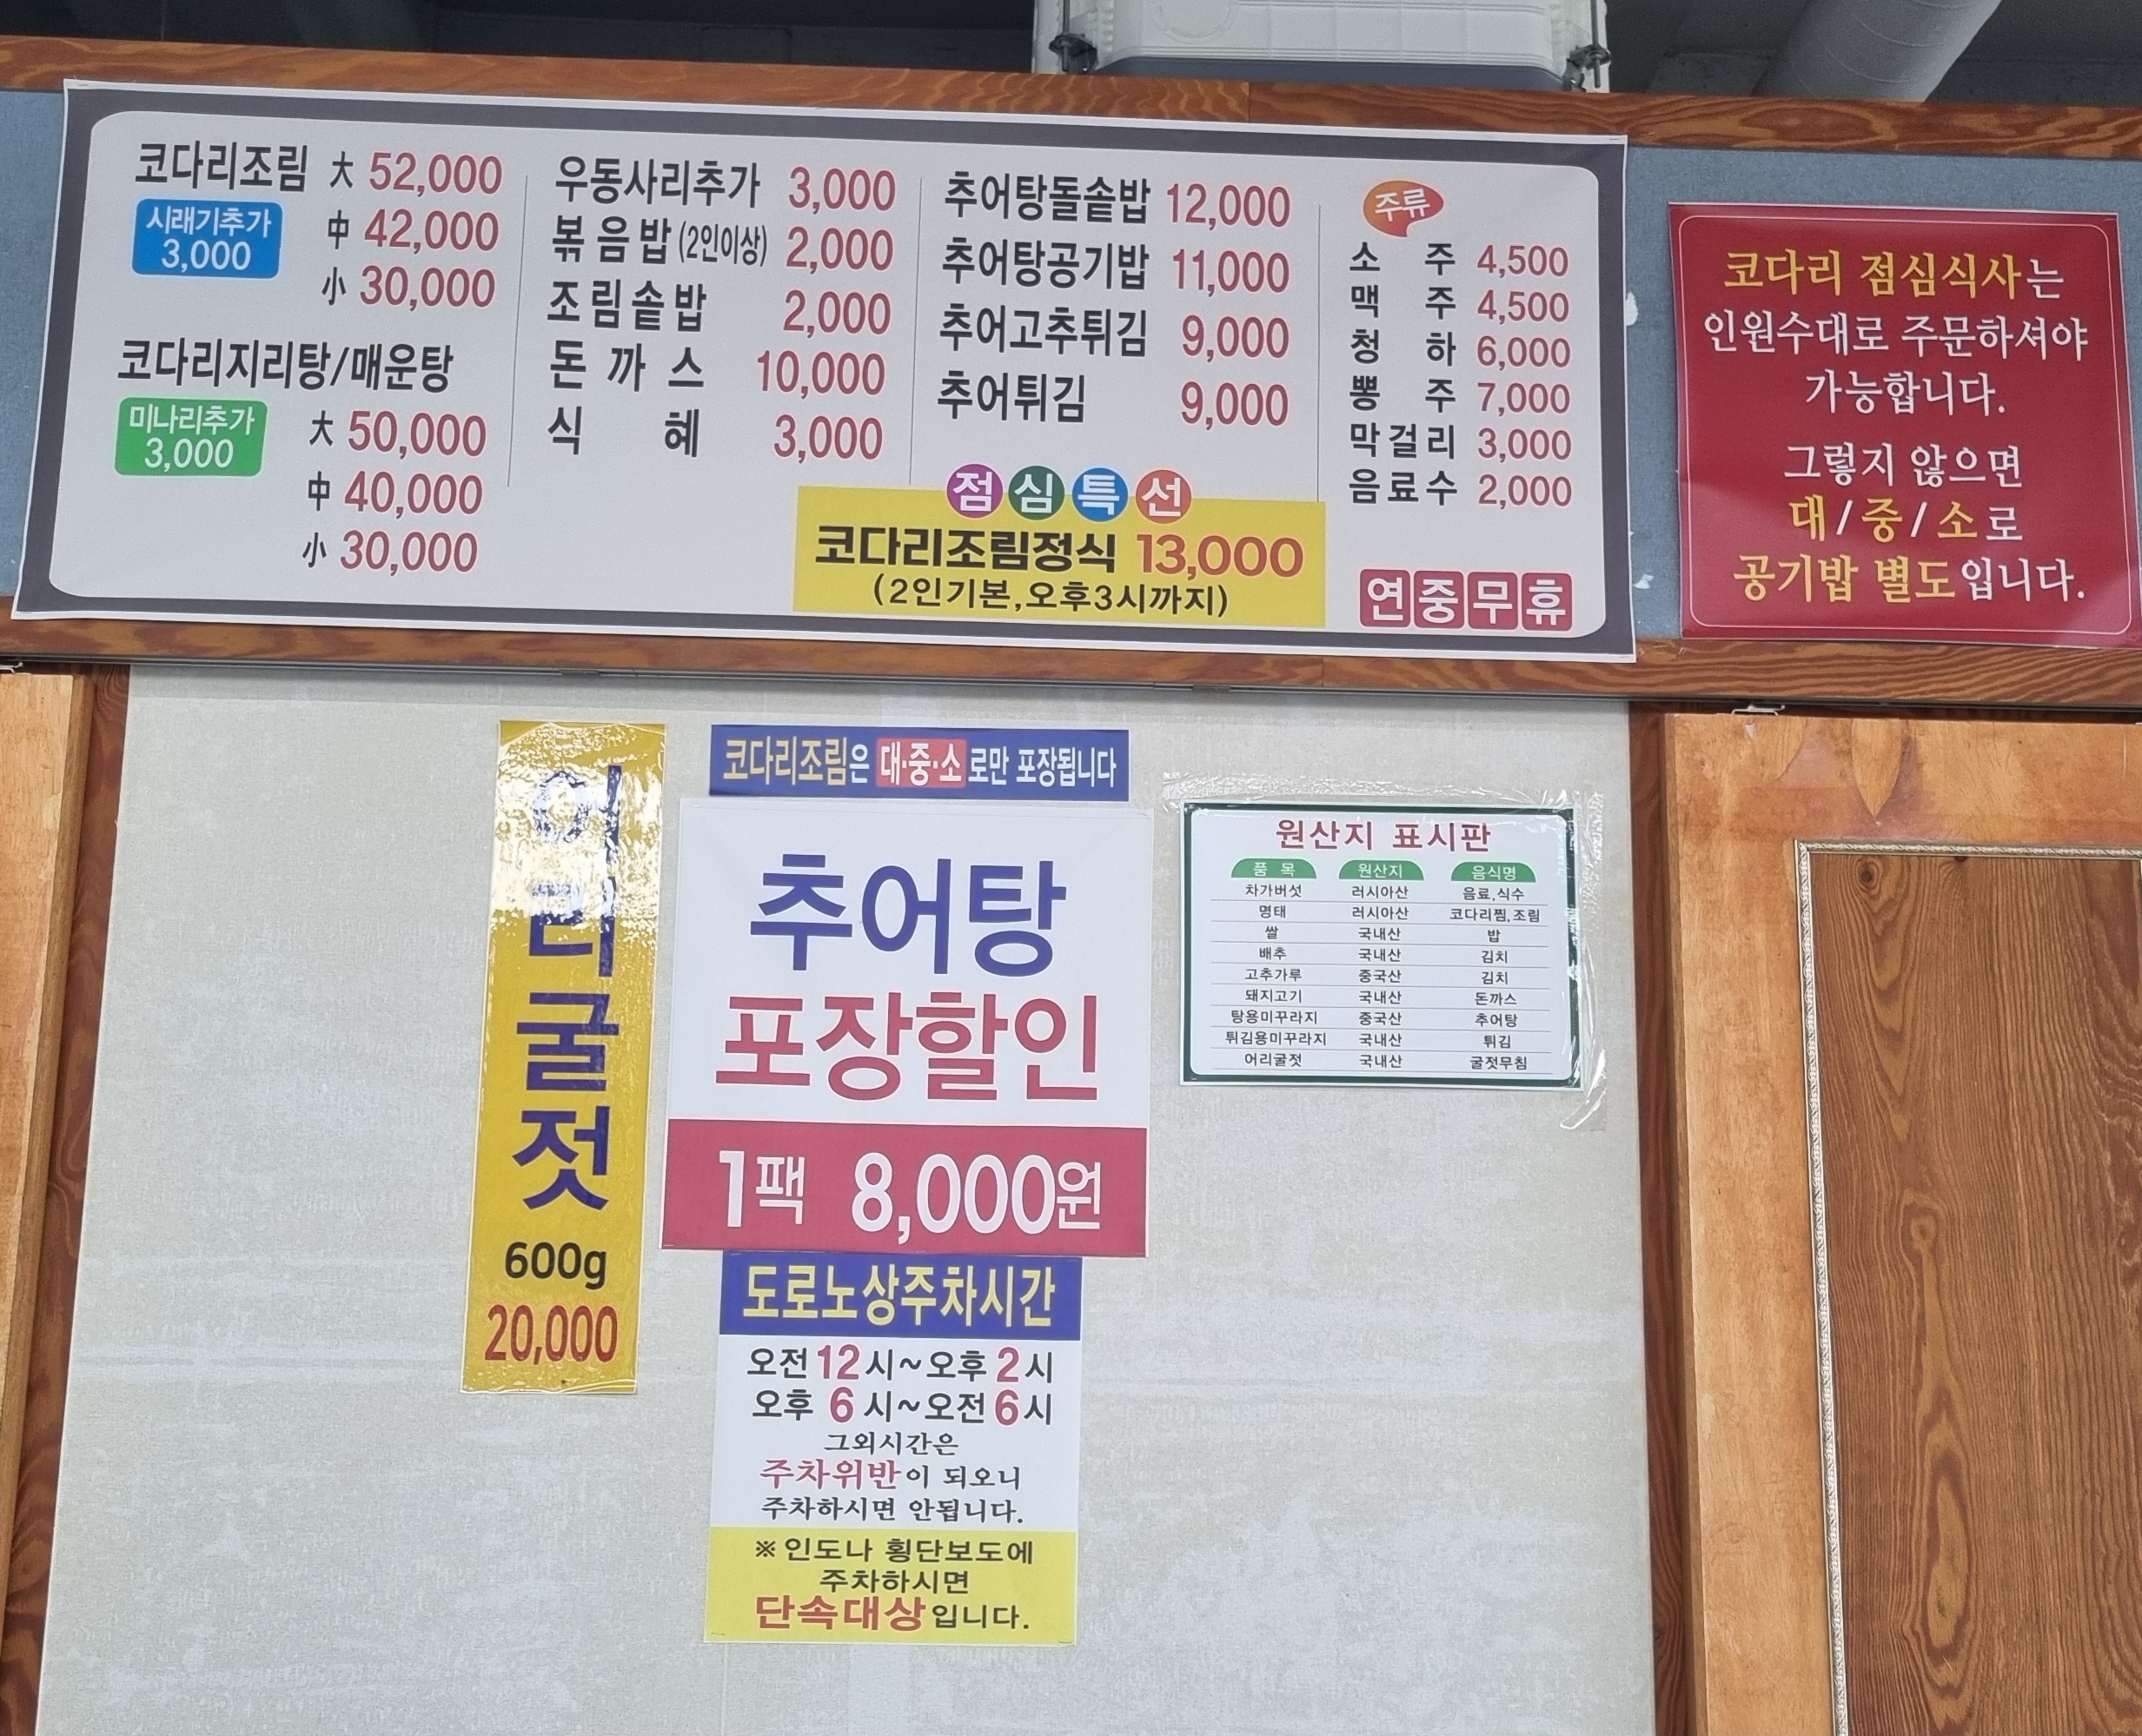 코다리조림 大 52,000
시래기추가
3,000
中 42,000
小 30,000
코다리지리탕/매운탕
미나리추가
3,000
大 50,000
中 40,000
小 30,000
우동사리추가 3,000
볶음밥(2인이상) 2,000
조림솥밥 2,000
돈까스 10,000
식혜 3,000
추어탕돌솥밥 12,000
추어탕공기밥 11,000
추어고추튀김 9,000
추어튀김 9,000
점심특선
코다리조림정식 13,000
(2인기본,오후3시까지)
주류
소주 4,500
맥주 4,500
청하 6,000
뽕주 7,000
막걸리 3,000
음료수 2,000
연중무휴
코다리 점심식사는
인원수대로 주문하셔야
가능합니다.
그렇지 않으면
대/중/소로
공기밥 별도입니다.
어리굴젓
600g
20,000
코다리조림은 대·중·소로만 포장됩니다
추어탕
포장할인
1팩 8,000원
도로노상주차시간
오전 12시~오후 2시
오후 6시~오전 6시
그외시간은
주차위반이 되오니
주차하시면 안됩니다.
※ 인도나 횡단보도에
주차하시면
단속대상입니다.
원산지 표시판
품목 원산지 음식명
차가버섯 러시아산 음료,식수
명태 러시아산 코다리찜,조림
쌀 국내산 밥
배추 국내산 김치
고추가루 중국산 김치
돼지고기 국내산 돈까스
탕용미꾸라지 중국산 추어탕
튀김용미꾸라지 국내산 튀김
어리굴젓 국내산 굴젓무침